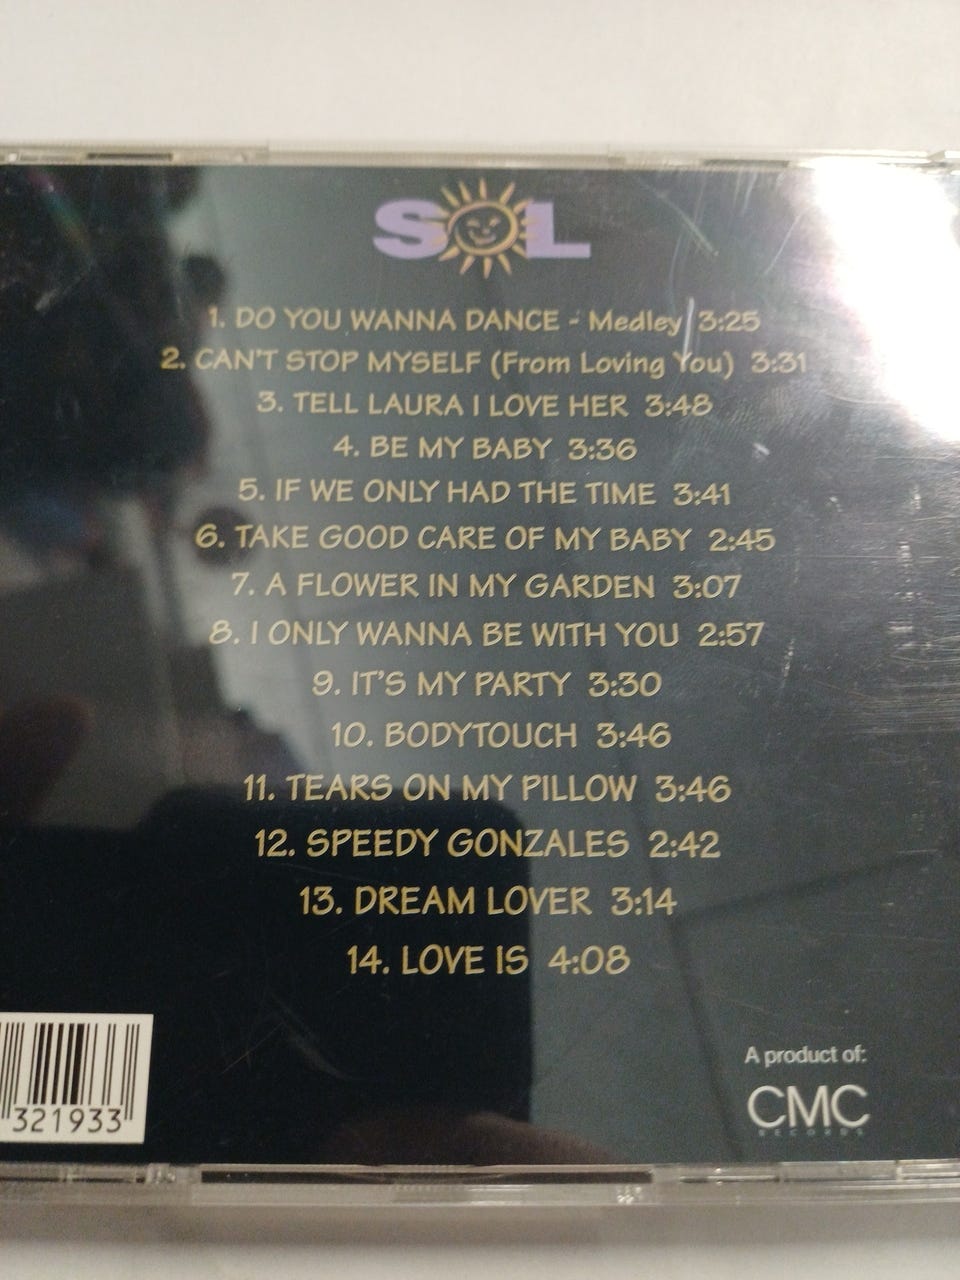 SOL
1. DO YOU WANNA DANCE - Medley 3:25
2. CAN'T STOP MYSELF (From Loving You) 3:31
3. TELL LAURA I LOVE HER 3:48
4. BE MY BABY 3:36
5. IF WE ONLY HAD THE TIME 3:41
6. TAKE GOOD CARE OF MY BABY 2:45
7. A FLOWER IN MY GARDEN 3:07
8. I ONLY WANNA BE WITH YOU 2:57
9. IT'S MY PARTY 3:30
10. BODYTOUCH 3:46
11. TEARS ON MY PILLOW 3:46
12. SPEEDY GONZALES 2:42
13. DREAM LOVER 3:14
14. LOVE IS 4:08
A product of:
CMC
RECORDS
321933